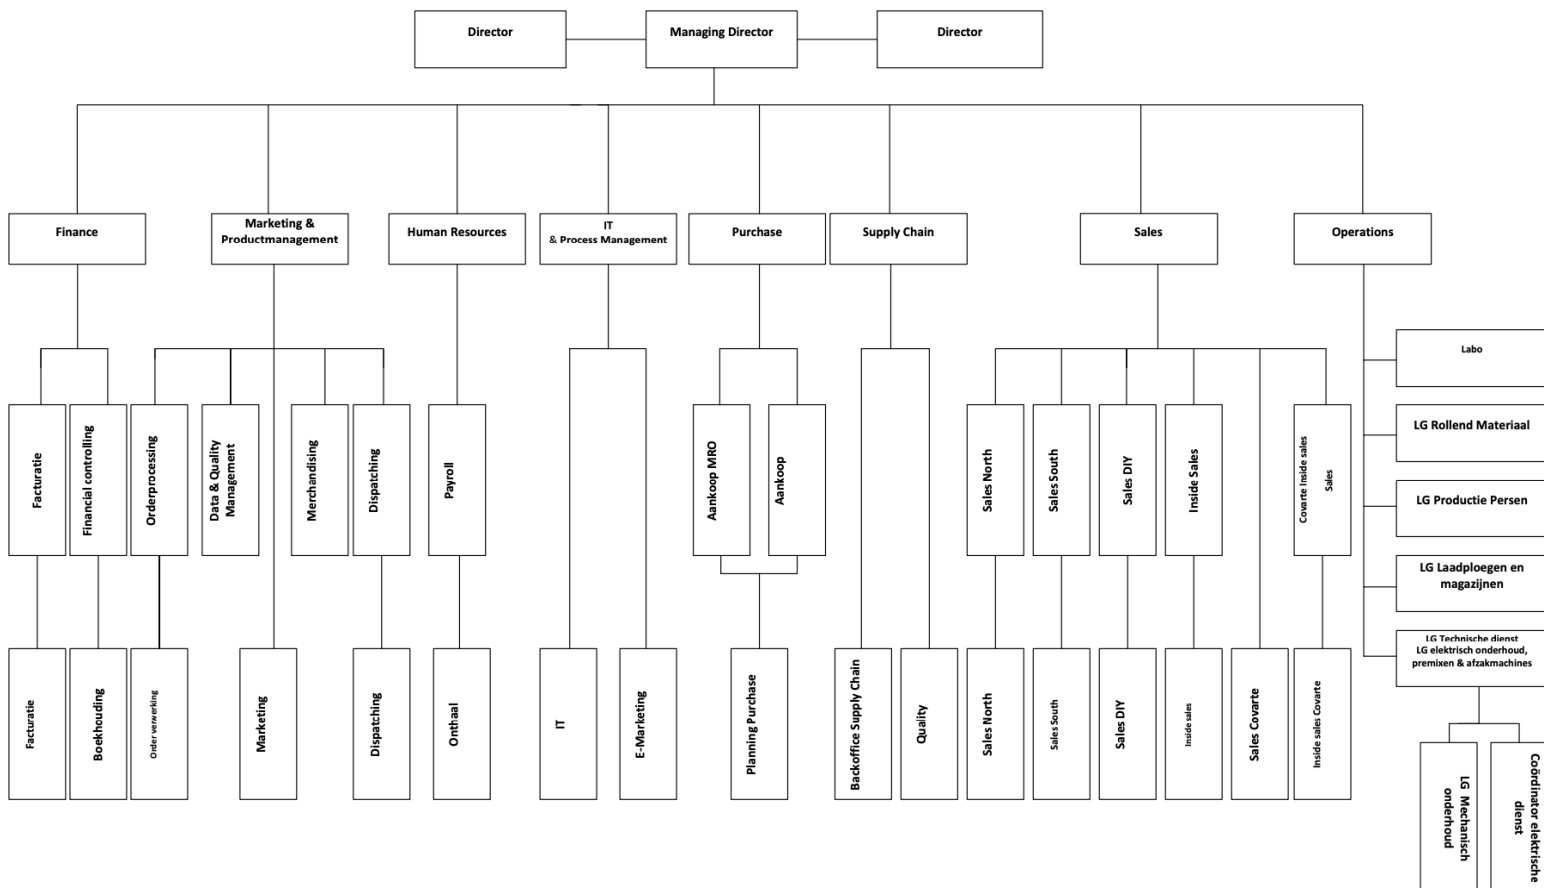 Director
Managing Director
Director
Finance
Marketing &
Productmanagement
Human Resources
IT
& Process Management
Purchase
Supply Chain
Sales
Operations
Labo
LG Rollend Materiaal
LG Productie Persen
LG Laadploegen en
magazijnen
LG Technische dienst
LG elektrisch onderhoud,
premixen & afzakmachines
Facturatie
Financial controlling
Orderprocessing
Data & Quality
Management
Merchandising
Dispatching
Payroll
Aankoop MRO
Aankoop
Sales North
Sales South
Sales DIY
Inside Sales
Covarte Inside sales
Sales
Facturatie
Boekhouding
Order verwerking
Marketing
Dispatching
Onthaal
IT
E-Marketing
Planning Purchase
Backoffice Supply Chain
Quality
Sales North
Sales South
Sales DIY
Inside sales
Sales Covarte
Inside sales Covarte
LG Mechanisch
onderhoud
Coördinator elektrische
dienst